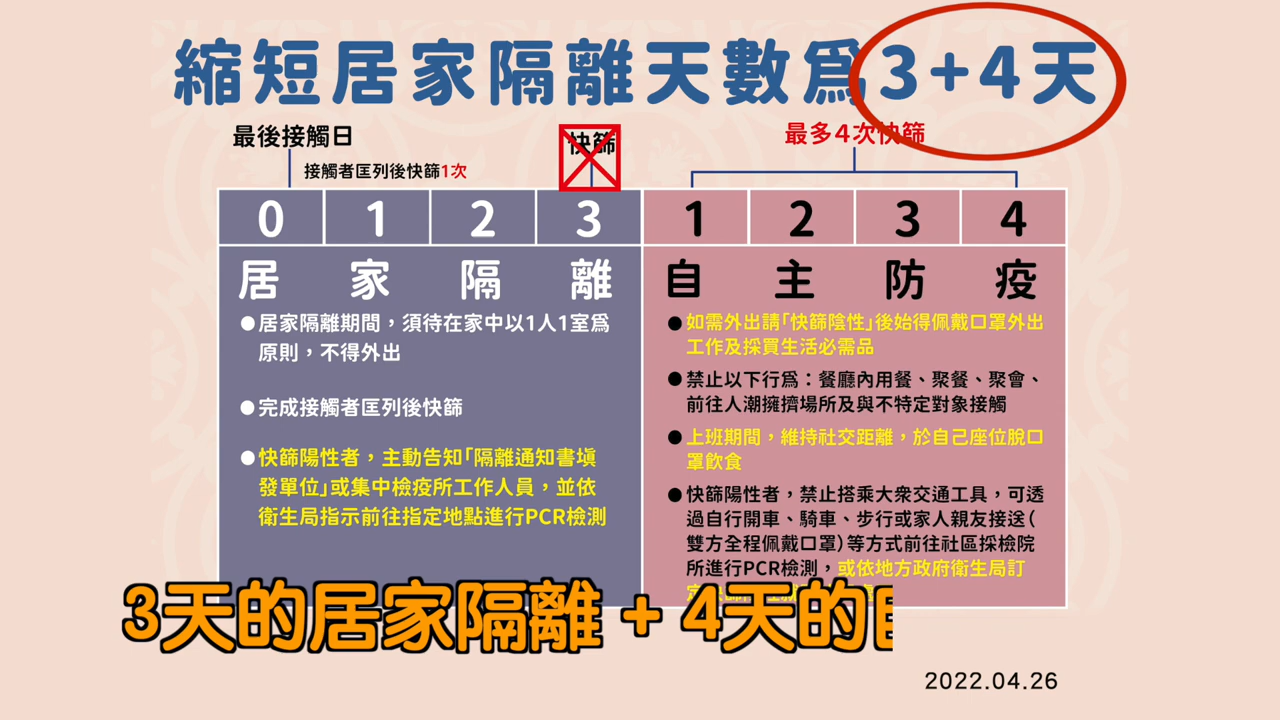 縮短居家隔離天數為3+4天
最後接觸日
接觸者匡列後快篩1次
快篩
最多4次快篩
0 1 2 3 1 2 3 4
居家隔離
●居家隔離期間,須待在家中以1人1室為
原則,不得外出
●完成接觸者匡列後快篩
●快篩陽性者,主動告知「隔離通知書填
發單位」或集中檢疫所工作人員,並依
衛生局指示前往指定地點進行PCR檢測
自主防疫
●如需外出請「快篩陰性」後始得佩戴口罩外出
工作及採買生活必需品
●禁止以下行為:餐廳內用餐、聚餐、聚會、
前往人潮擁擠場所及與不特定對象接觸
●上班期間,維持社交距離,於自己座位脫口
罩飲食
●快篩陽性者,禁止搭乘大眾交通工具,可透
過自行開車、騎車、步行或家人親友接送(
雙方全程佩戴口罩)等方式前往社區採檢院
所進行PCR檢測,或依地方政府衛生局訂
3天的居家隔離 + 4天的
2022.04.26